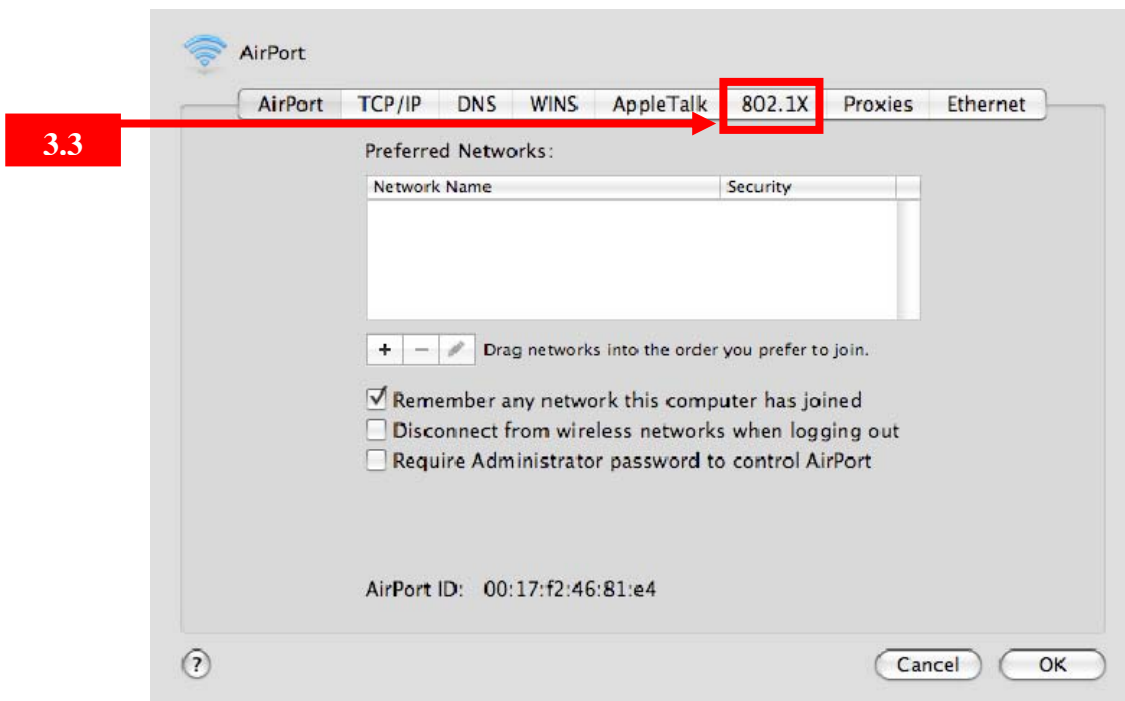 AirPort
AirPort TCP/IP DNS WINS AppleTalk 802.1X Proxies Ethernet
3.3
Preferred Networks:
Network Name Security
+ − Drag networks into the order you prefer to join.
Remember any network this computer has joined
Disconnect from wireless networks when logging out
Require Administrator password to control AirPort
AirPort ID: 00:17:f2:46:81:e4
? Cancel OK